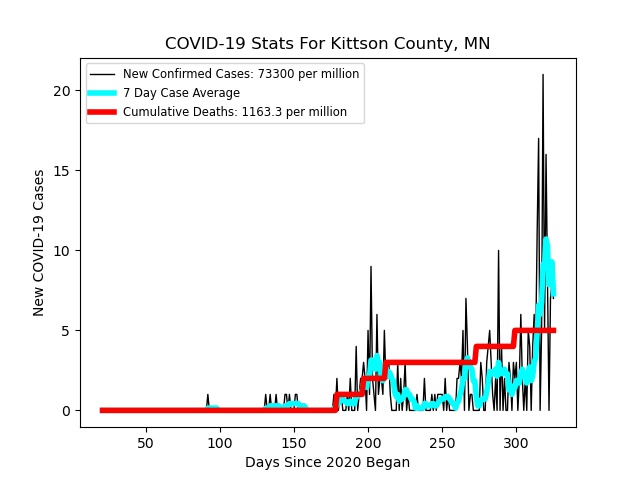 COVID-19 Stats For Kittson County, MN
New Confirmed Cases: 73300 per million
7 Day Case Average
Cumulative Deaths: 1163.3 per million
20
15
10
5
0
New COVID-19 Cases
50 100 150 200 250 300
Days Since 2020 Began